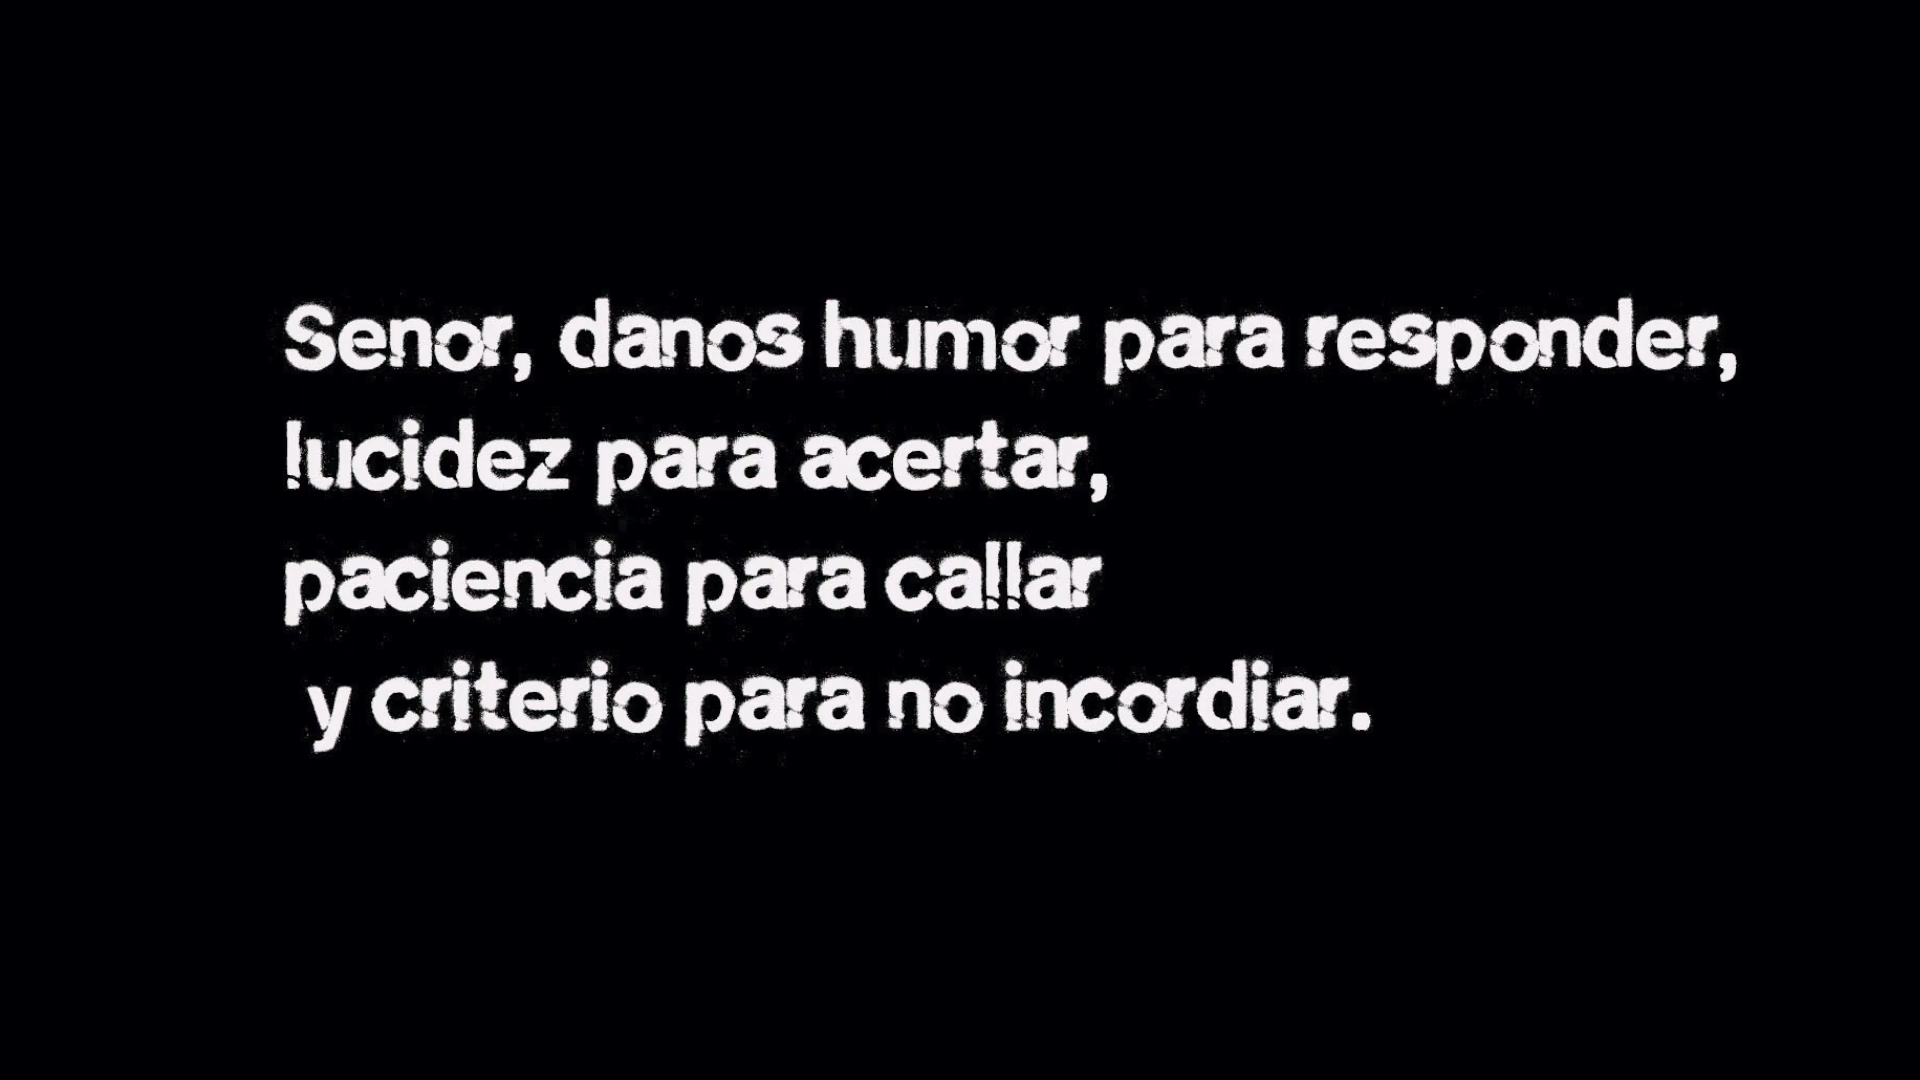 Senor, danos humor para responder,
lucidez para acertar,
paciencia para callar
y criterio para no incordiar.